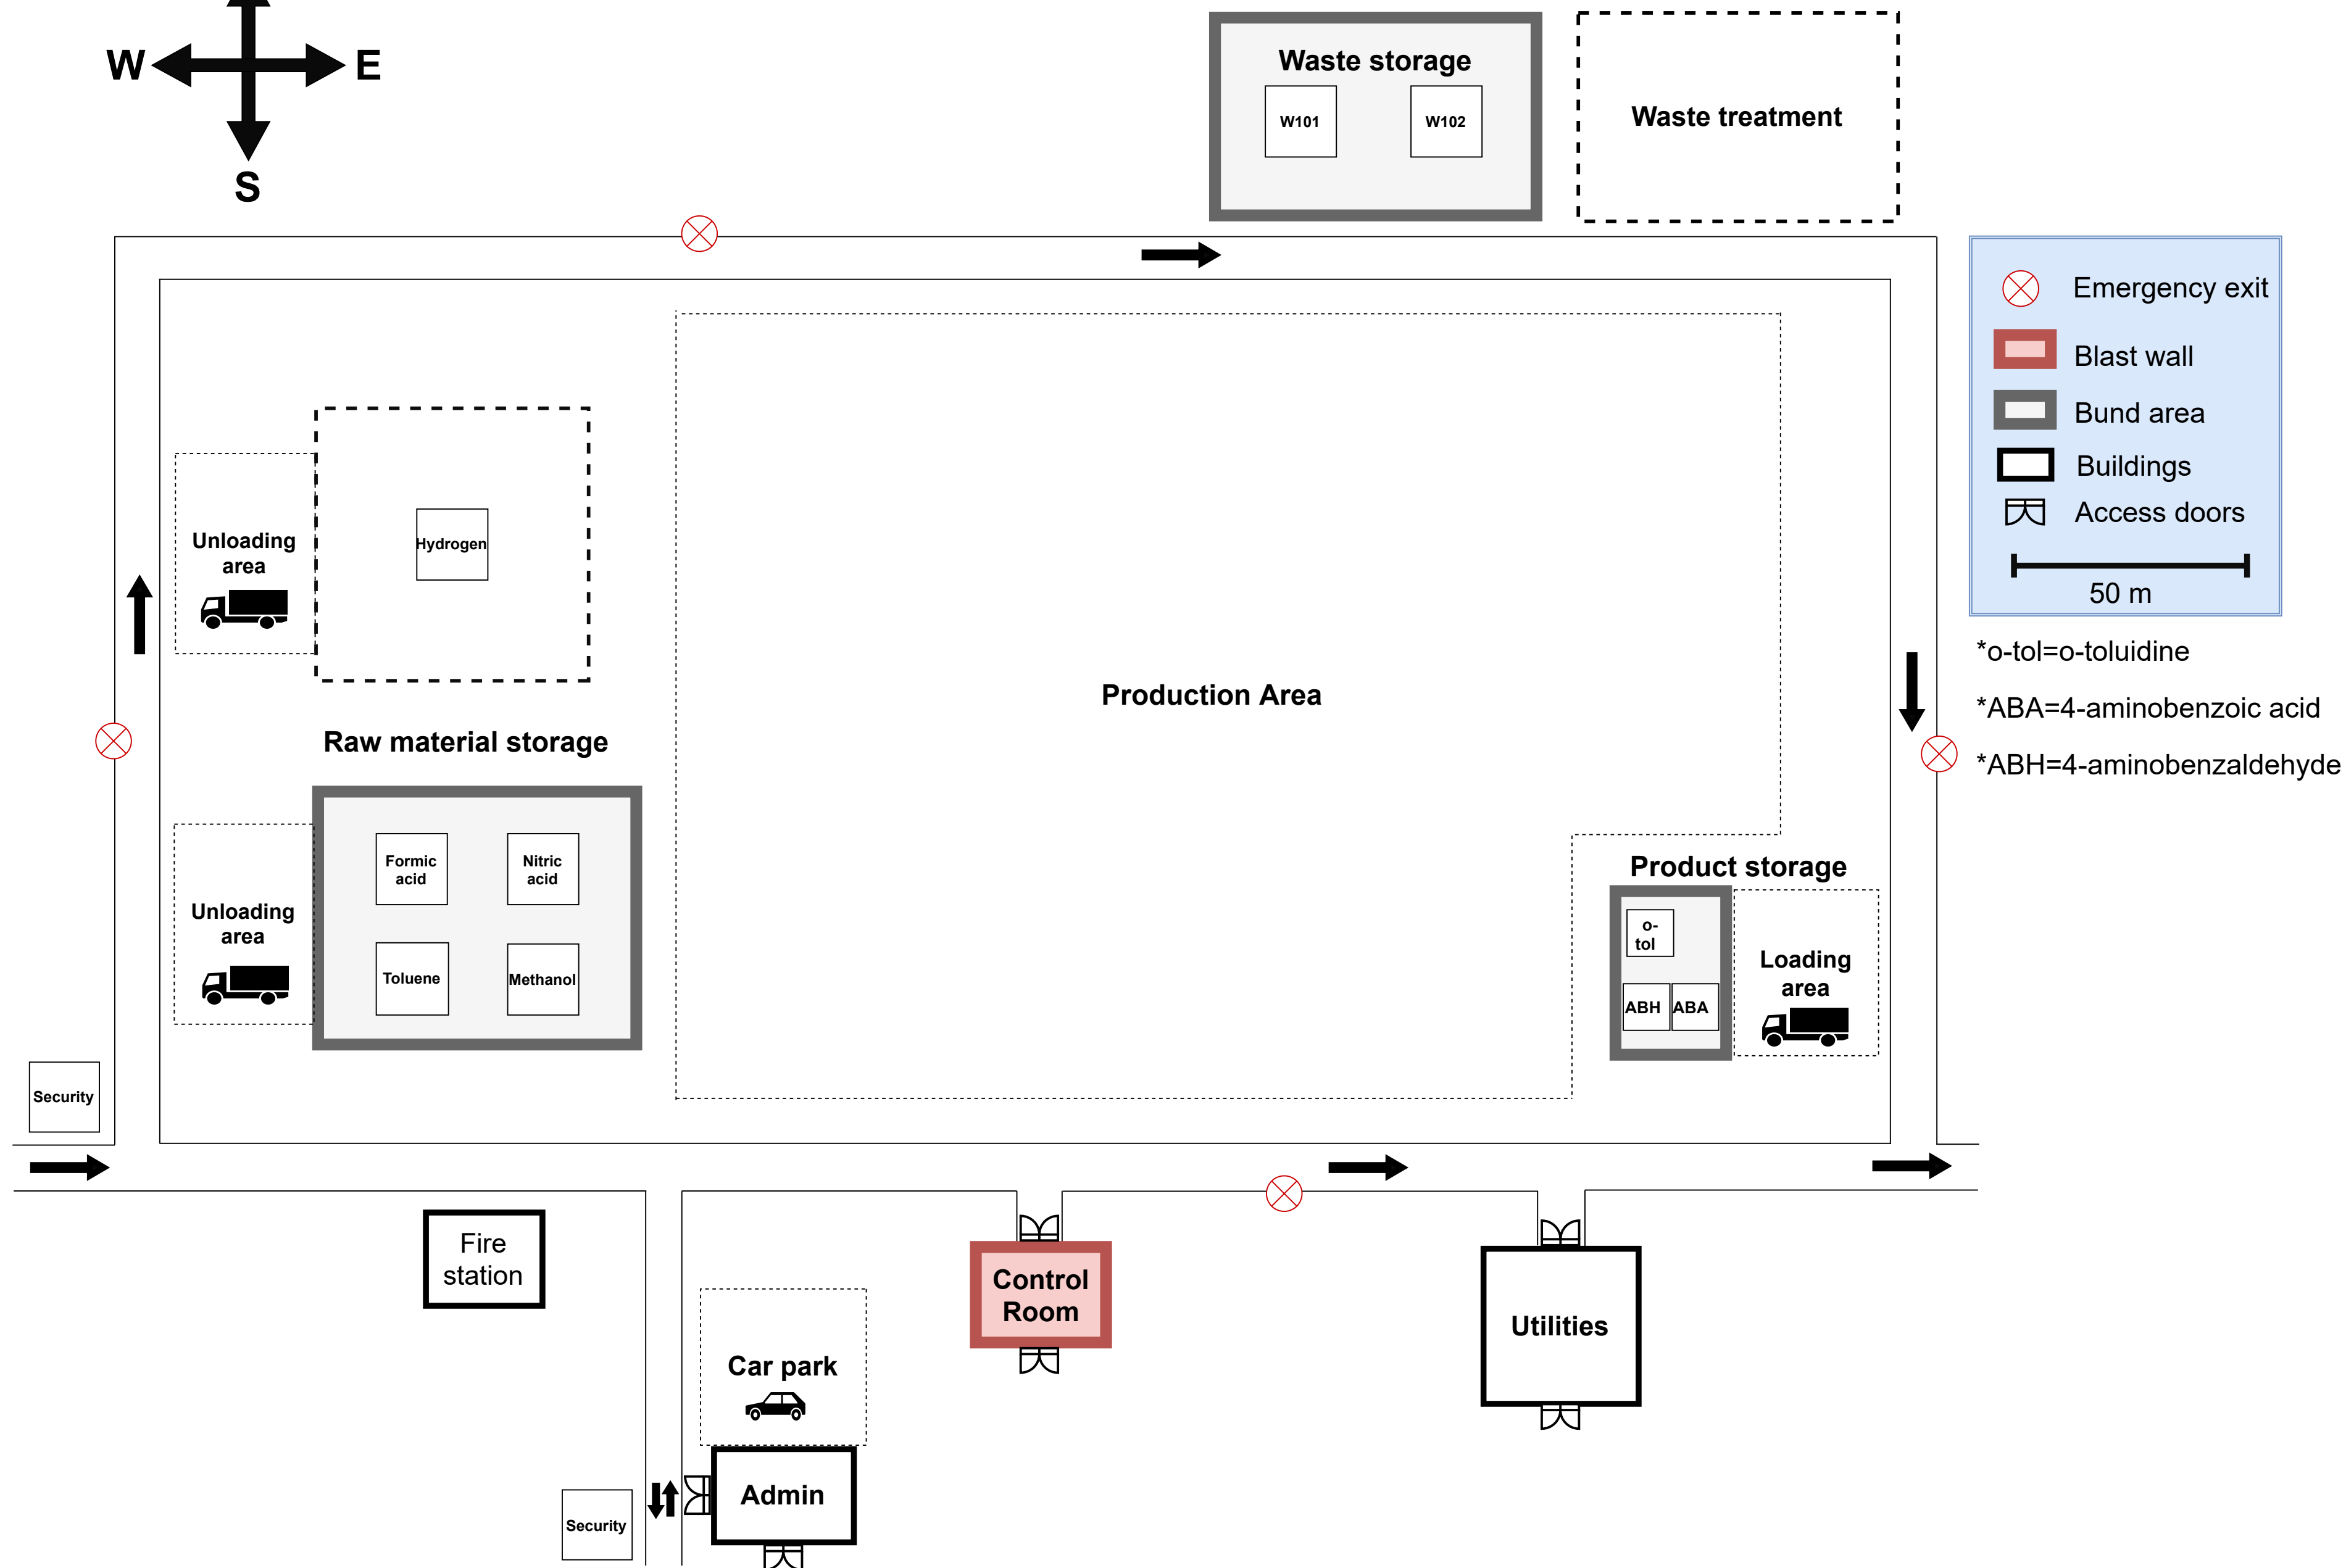 W
E
S
Waste storage
W101
W102
Waste treatment
Emergency exit
Blast wall
Bund area
Buildings
Access doors
50 m
*o-tol=o-toluidine
*ABA=4-aminobenzoic acid
*ABH=4-aminobenzaldehyde
Unloading
area
Hydrogen
Production Area
Raw material storage
Formic
acid
Nitric
acid
Toluene
Methanol
Unloading
area
Product storage
o-
tol
ABH
ABA
Loading
area
Security
Fire
station
Control
Room
Utilities
Car park
Admin
Security